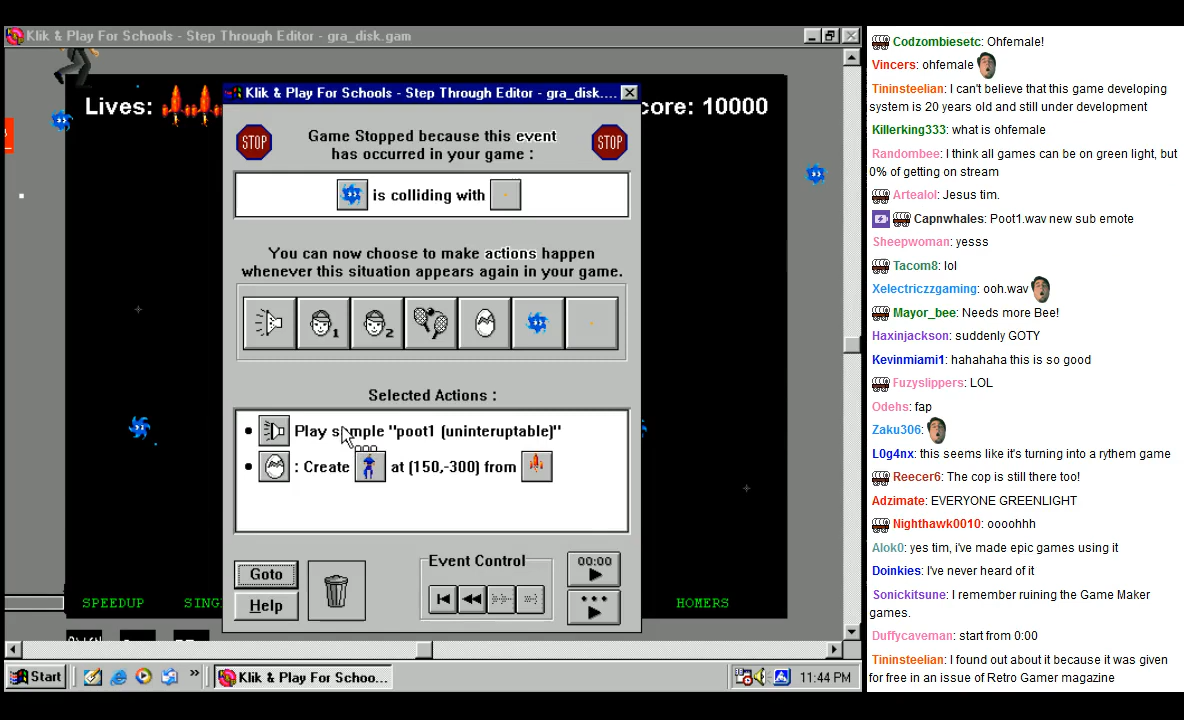 Klik & Play For Schools - Step Through Editor - gra_disk.gam
Lives:
core: 10000
Klik & Play For Schools - Step Through Editor - gra_disk....
STOP
Game Stopped because this event
has occurred in your game :
STOP
is colliding with
You can now choose to make actions happen
whenever this situation appears again in your game.
1
2
Selected Actions :
Play sample "poot1 (uninteruptable)"
: Create at (150,-300) from
Goto
Help
Event Control
00:00
SPEEDUP
SING
HOMERS
Start
»
Klik & Play For Schoo...
11:44 PM
Codzombiesetc: Ohfemale!
Vincers: ohfemale
Tininsteelian: I can't believe that this game developing
system is 20 years old and still under development
Killerking333: what is ohfemale
Randombee: I think all games can be on green light, but
0% of getting on stream
Artealol: Jesus tim.
Capnwhales: Poot1.wav new sub emote
Sheepwoman: yesss
Tacom8: lol
Xelectriczzgaming: ooh.wav
Mayor_bee: Needs more Bee!
Haxinjackson: suddenly GOTY
Kevinmiami1: hahahaha this is so good
Fuzyslippers: LOL
Odehs: fap
Zaku306:
L0g4nx: this seems like it's turning into a rythem game
Reecer6: The cop is still there too!
Adzimate: EVERYONE GREENLIGHT
Nighthawk0010: oooohhh
Alok0: yes tim, i've made epic games using it
Doinkies: I've never heard of it
Sonickitsune: I remember ruining the Game Maker
games.
Duffycaveman: start from 0:00
Tininsteelian: I found out about it because it was given
for free in an issue of Retro Gamer magazine